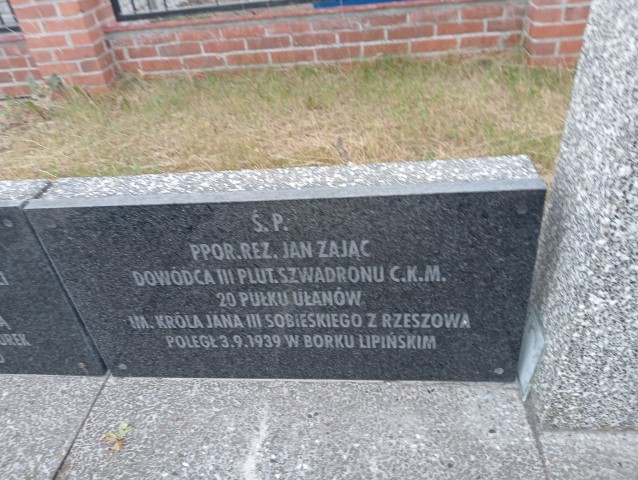 Ś. P.
PPOR. REZ. JAN ZAJĄC
DOWÓDCA III PLUT. SZWADRONU C.K.M.
20 PUŁKU UŁANÓW
IM. KRÓLA JANA III SOBIESKIEGO Z RZESZOWA
POLEGŁ 3.9.1939 W BORKU LIPIŃSKIM